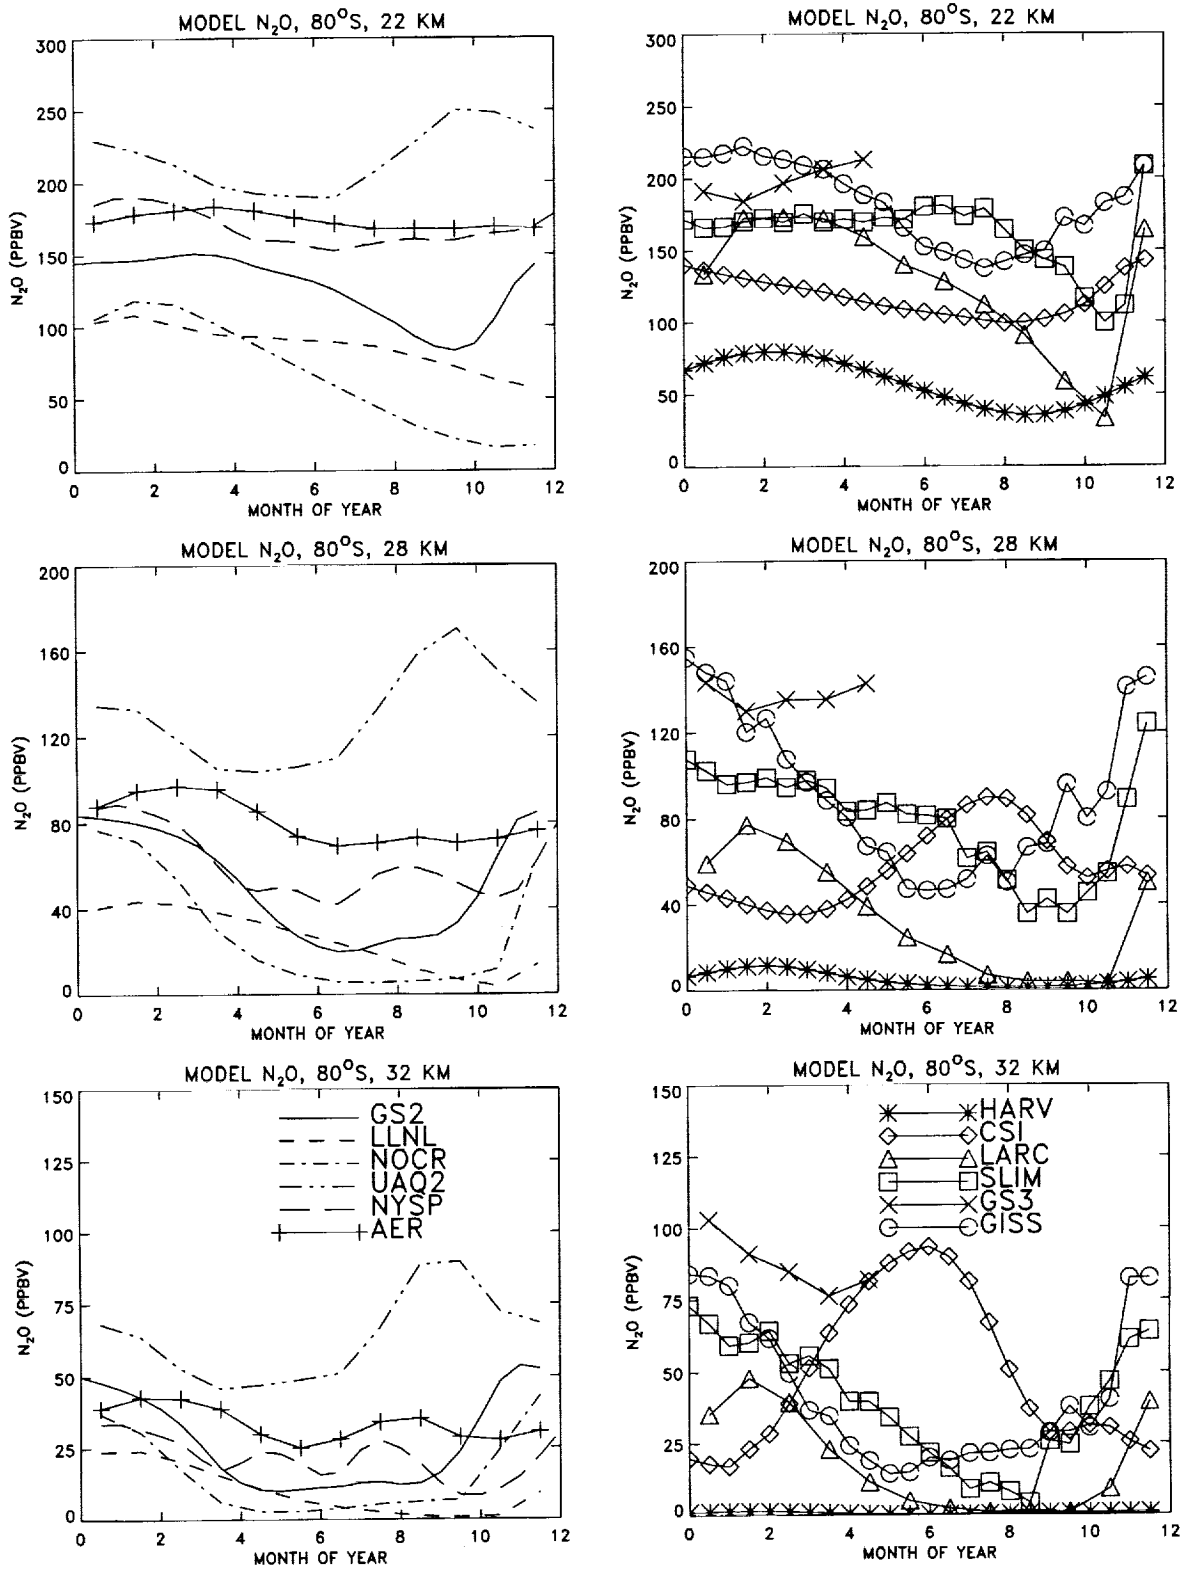 MODEL N₂O, 80°S, 22 KM
300
250
200
150
100
50
0
N₂O (PPBV)
0 2 4 6 8 10 12
MONTH OF YEAR
MODEL N₂O, 80°S, 22 KM
300
250
200
150
100
50
0
N₂O (PPBV)
0 2 4 6 8 10 12
MONTH OF YEAR
MODEL N₂O, 80°S, 28 KM
200
160
120
80
40
0
N₂O (PPBV)
0 2 4 6 8 10 12
MONTH OF YEAR
MODEL N₂O, 80°S, 28 KM
200
160
120
80
40
0
N₂O (PPBV)
0 2 4 6 8 10 12
MONTH OF YEAR
MODEL N₂O, 80°S, 32 KM
150
125
100
75
50
25
0
N₂O (PPBV)
GS2
LLNL
NOCR
UAQ2
NYSP
AER
0 2 4 6 8 10 12
MONTH OF YEAR
MODEL N₂O, 80°S, 32 KM
150
125
100
75
50
25
0
N₂O (PPBV)
HARV
CSI
LARC
SLIM
GS3
GISS
0 2 4 6 8 10 12
MONTH OF YEAR